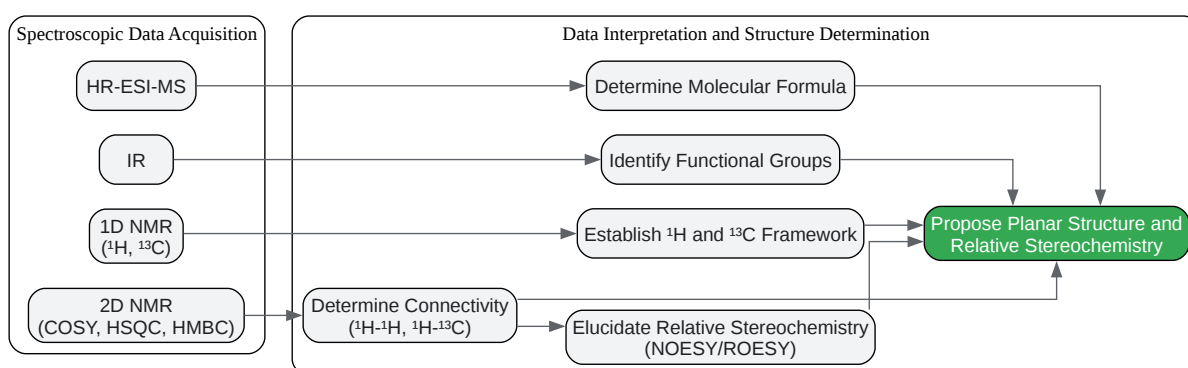 Spectroscopic Data Acquisition
Data Interpretation and Structure Determination
HR-ESI-MS
Determine Molecular Formula
IR
Identify Functional Groups
1D NMR
(¹H, ¹³C)
Establish ¹H and ¹³C Framework
Propose Planar Structure and
Relative Stereochemistry
2D NMR
(COSY, HSQC, HMBC)
Determine Connectivity
(¹H-¹H, ¹H-¹³C)
Elucidate Relative Stereochemistry
(NOESY/ROESY)